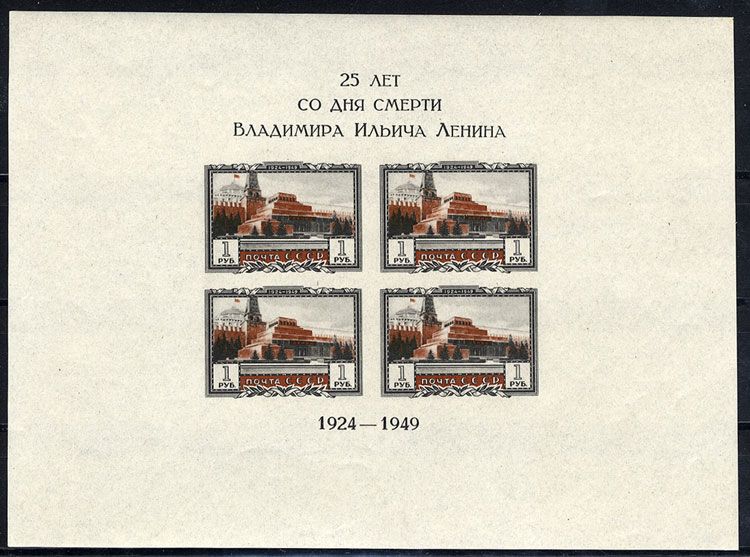 25 ЛЕТ
СО ДНЯ СМЕРТИ
ВЛАДИМИРА ИЛЬИЧА ЛЕНИНА
1924-1949
1 РУБ.
ПОЧТА СССР
1 РУБ.
1924-1949
1 РУБ.
ПОЧТА СССР
1 РУБ.
1924-1949
1 РУБ.
ПОЧТА СССР
1 РУБ.
1924-1949
1 РУБ.
ПОЧТА СССР
1 РУБ.
1924—1949